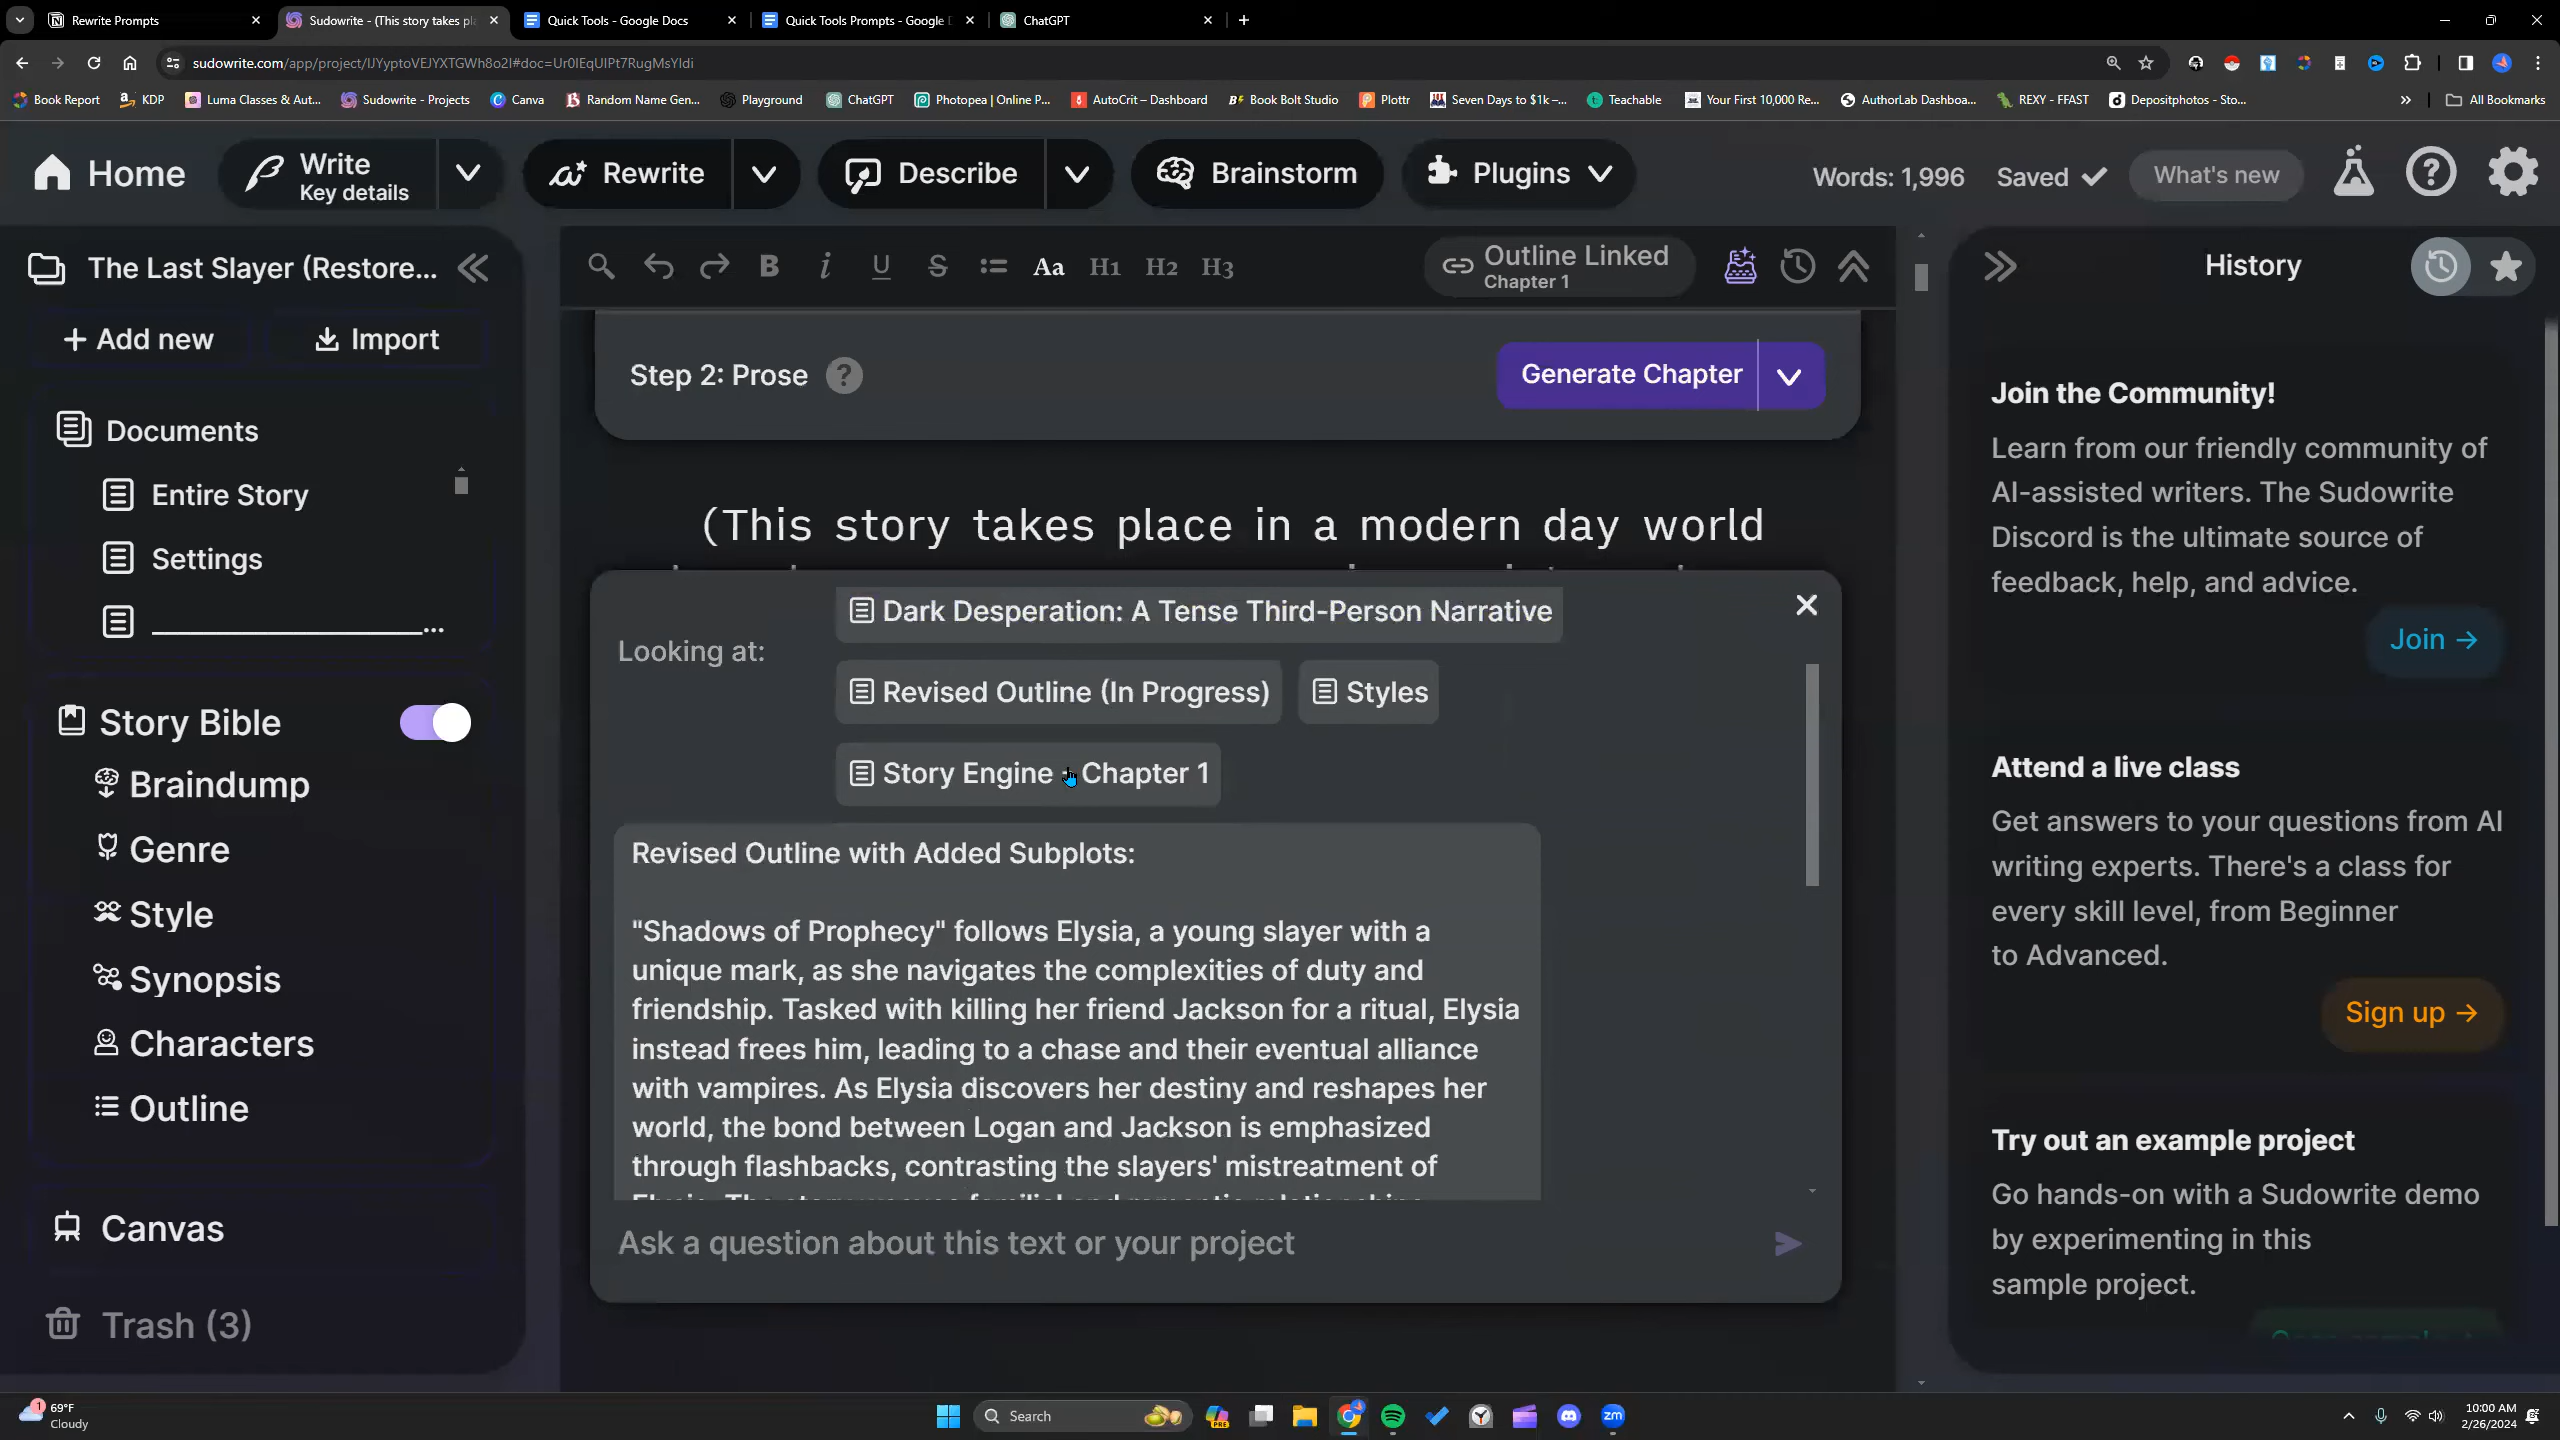 Rewrite Prompts
Sudowrite - (This story takes pl
Quick Tools - Google Docs
Quick Tools Prompts - Google D
ChatGPT
sudowrite.com/app/project/IJYyptoVEJYXTGWh8o2I#doc=Ur0IEqUIPt7RugMsYIdi
Book Report
KDP
Luma Classes & Aut...
Sudowrite - Projects
Canva
Random Name Gen...
Playground
ChatGPT
Photopea | Online P...
AutoCrit – Dashboard
Book Bolt Studio
Plottr
Seven Days to $1k –...
Teachable
Your First 10,000 Re...
AuthorLab Dashboa...
REXY - FFAST
Depositphotos - Sto...
All Bookmarks
Home
Write
Key details
Rewrite
Describe
Brainstorm
Plugins
Words: 1,996
Saved
What's new
The Last Slayer (Restore...
+ Add new
Import
Documents
Entire Story
Settings
____________________...
Story Bible
Braindump
Genre
Style
Synopsis
Characters
Outline
Canvas
Trash (3)
B i U S Aa H1 H2 H3
Outline Linked
Chapter 1
Step 2: Prose
Generate Chapter
(This story takes place in a modern day world
Looking at:
Dark Desperation: A Tense Third-Person Narrative
Revised Outline (In Progress)
Styles
Story Engine - Chapter 1
Revised Outline with Added Subplots:
"Shadows of Prophecy" follows Elysia, a young slayer with a
unique mark, as she navigates the complexities of duty and
friendship. Tasked with killing her friend Jackson for a ritual, Elysia
instead frees him, leading to a chase and their eventual alliance
with vampires. As Elysia discovers her destiny and reshapes her
world, the bond between Logan and Jackson is emphasized
through flashbacks, contrasting the slayers' mistreatment of
Ask a question about this text or your project
History
Join the Community!
Learn from our friendly community of
AI-assisted writers. The Sudowrite
Discord is the ultimate source of
feedback, help, and advice.
Join →
Attend a live class
Get answers to your questions from AI
writing experts. There's a class for
every skill level, from Beginner
to Advanced.
Sign up →
Try out an example project
Go hands-on with a Sudowrite demo
by experimenting in this
sample project.
1
69°F
Cloudy
Search
PRE
zm
10:00 AM
2/26/2024